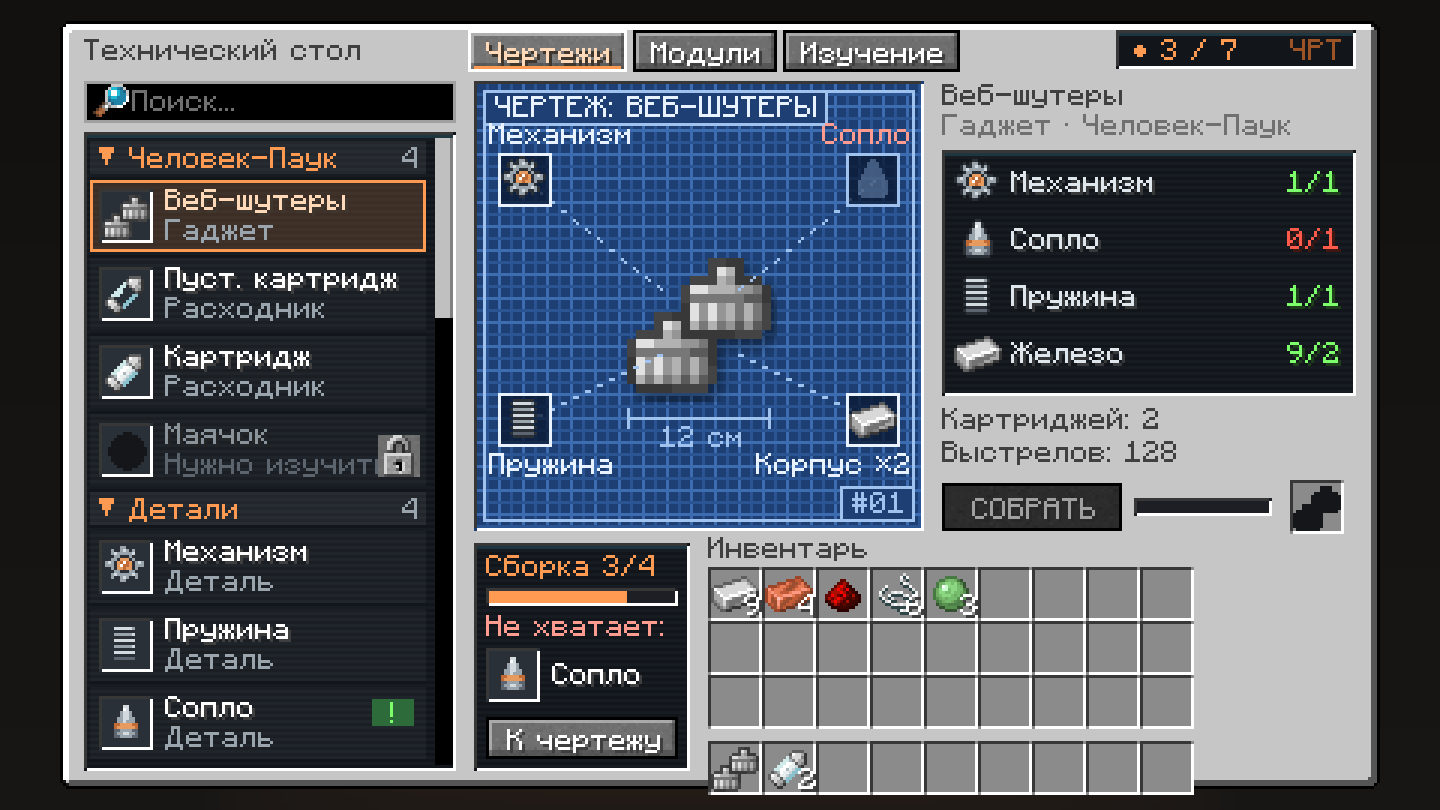 Технический стол
Чертежи
Модули
Изучение
3 / 7 ЧРТ
Поиск...
Человек-Паук 4
Веб-шутеры
Гаджет
Пуст. картридж
Расходник
Картридж
Расходник
Маячок
Нужно изучит
Детали 4
Механизм
Деталь
Пружина
Деталь
Сопло
Деталь
!
ЧЕРТЕЖ: ВЕБ-ШУТЕРЫ
Механизм
Сопло
12 см
Пружина
Корпус x2
#01
Веб-шутеры
Гаджет · Человек-Паук
Механизм 1/1
Сопло 0/1
Пружина 1/1
Железо 9/2
Картриджей: 2
Выстрелов: 128
СОБРАТЬ
Сборка 3/4
Не хватает:
Сопло
К чертежу
Инвентарь
9
4
3
2